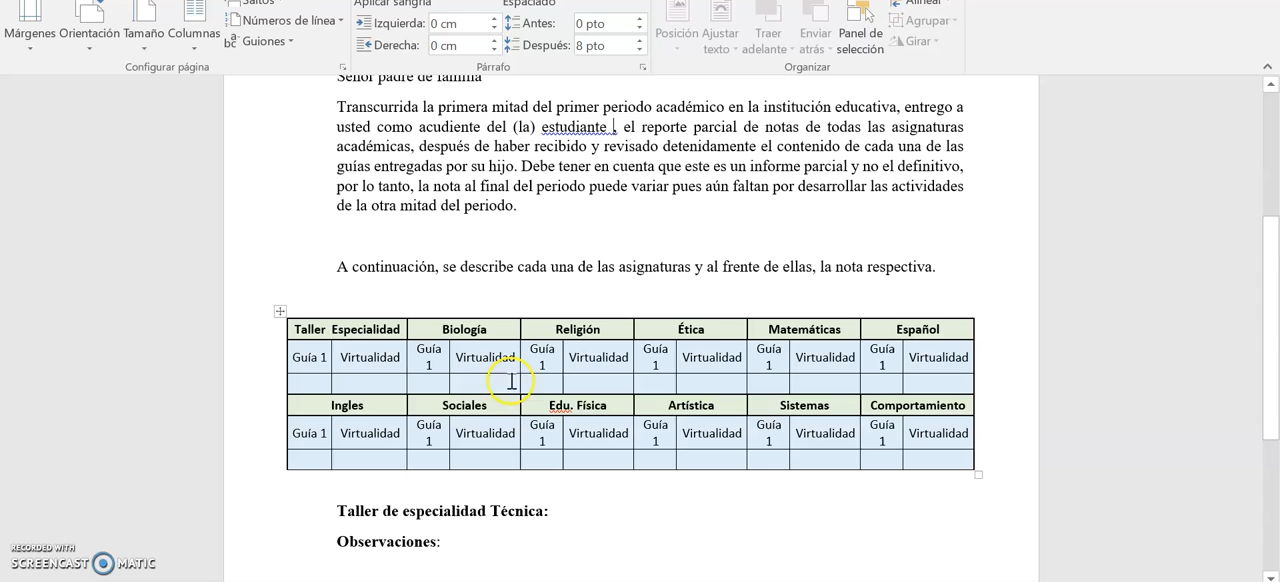 Saltos
Aplicar sangría
Espaciado
Alinear
Números de línea
Izquierda: 0 cm
Antes: 0 pto
Agrupar
Márgenes Orientación Tamaño Columnas
Guiones
Derecha: 0 cm
Después: 8 pto
Posición Ajustar texto Traer adelante Enviar atrás Panel de selección
Girar
Configurar página
Párrafo
Organizar
Señor padre de familia
Transcurrida la primera mitad del primer periodo académico en la institución educativa, entrego a
usted como acudiente del (la) estudiante , el reporte parcial de notas de todas las asignaturas
académicas, después de haber recibido y revisado detenidamente el contenido de cada una de las
guías entregadas por su hijo. Debe tener en cuenta que este es un informe parcial y no el definitivo,
por lo tanto, la nota al final del periodo puede variar pues aún faltan por desarrollar las actividades
de la otra mitad del periodo.
A continuación, se describe cada una de las asignaturas y al frente de ellas, la nota respectiva.
Taller Especialidad Biología Religión Ética Matemáticas Español
Guía 1 Virtualidad Guía 1 Virtualidad Guía 1 Virtualidad Guía 1 Virtualidad Guía 1 Virtualidad Guía 1 Virtualidad
Ingles Sociales Edu. Física Artística Sistemas Comportamiento
Guía 1 Virtualidad Guía 1 Virtualidad Guía 1 Virtualidad Guía 1 Virtualidad Guía 1 Virtualidad Guía 1 Virtualidad
Taller de especialidad Técnica:
Observaciones:
RECORDED WITH
SCREENCAST MATIC